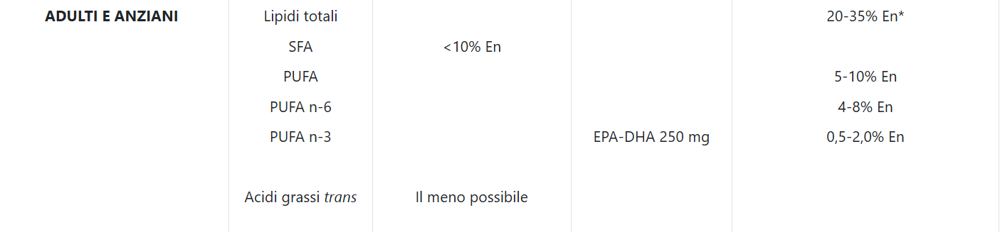 ADULTI E ANZIANI Lipidi totali 20-35% En*
SFA <10% En
PUFA 5-10% En
PUFA n-6 4-8% En
PUFA n-3 EPA-DHA 250 mg 0,5-2,0% En
Acidi grassi trans Il meno possibile